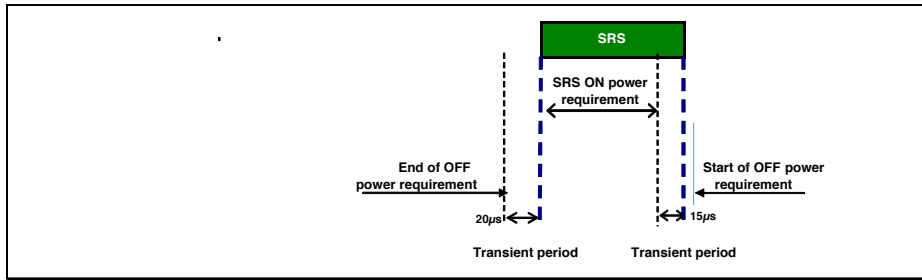 SRS
SRS ON power
requirement
End of OFF
power requirement
Start of OFF power
requirement
20µs
15µs
Transient period
Transient period